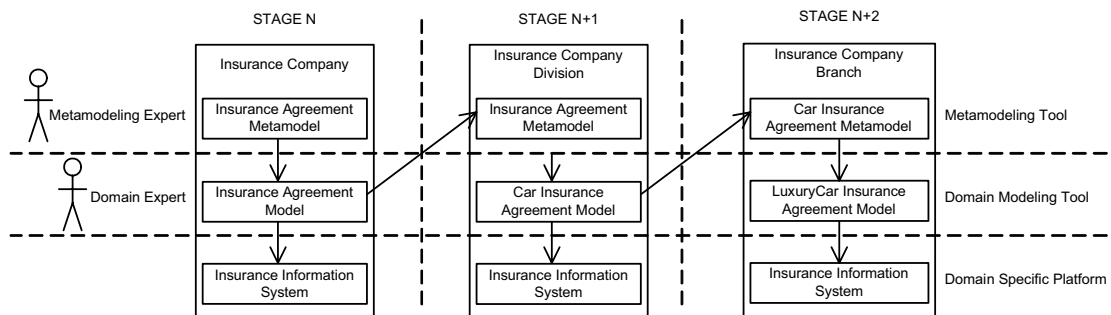 STAGE N
STAGE N+1
STAGE N+2
Insurance Company
Insurance Company
Division
Insurance Company
Branch
Metamodeling Expert
Insurance Agreement
Metamodel
Insurance Agreement
Metamodel
Car Insurance
Agreement Metamodel
Metamodeling Tool
Domain Expert
Insurance Agreement
Model
Car Insurance
Agreement Model
LuxuryCar Insurance
Agreement Model
Domain Modeling Tool
Insurance Information
System
Insurance Information
System
Insurance Information
System
Domain Specific Platform